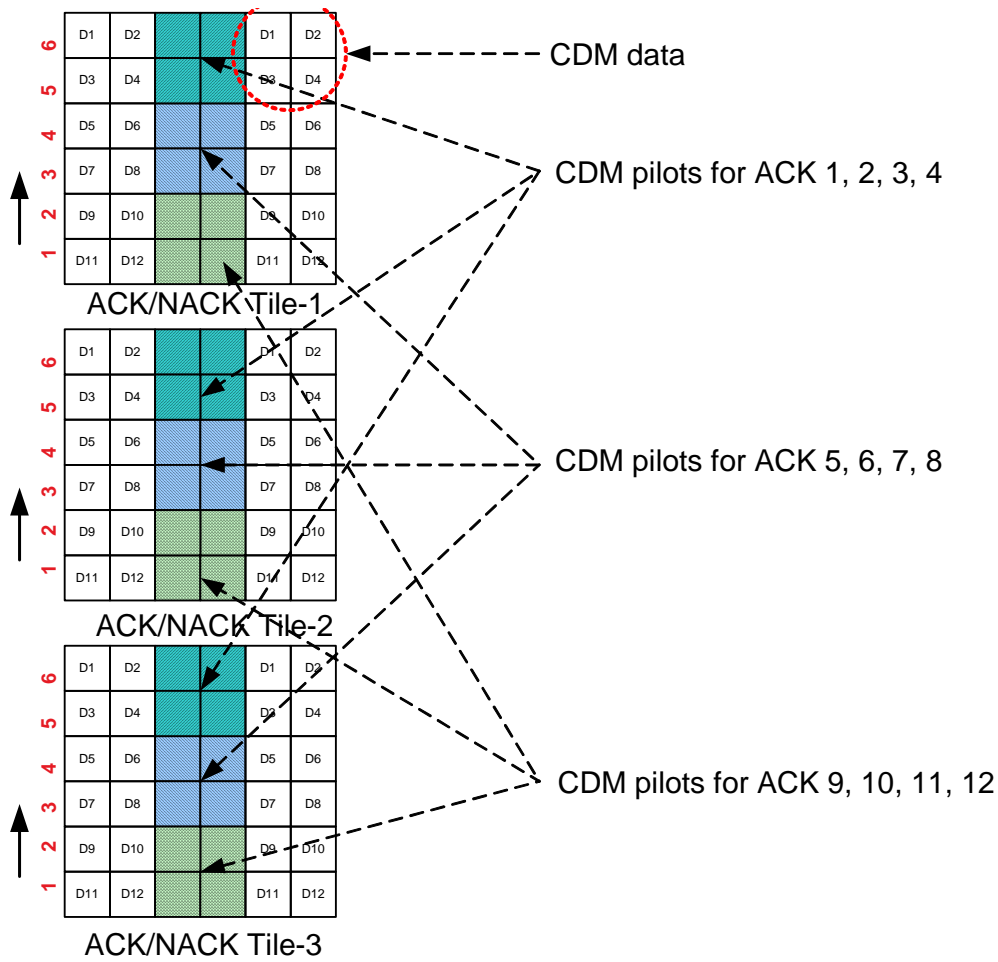 6 D1 D2 D1 D2
CDM data
5 D3 D4 D3 D4
4 D5 D6 D5 D6
3 D7 D8 D7 D8
CDM pilots for ACK 1, 2, 3, 4
2 D9 D10 D9 D10
1 D11 D12 D11 D12
ACK/NACK Tile-1
6 D1 D2 D1 D2
5 D3 D4 D3 D4
4 D5 D6 D5 D6
CDM pilots for ACK 5, 6, 7, 8
3 D7 D8 D7 D8
2 D9 D10 D9 D10
1 D11 D12 D11 D12
ACK/NACK Tile-2
6 D1 D2 D1 D2
5 D3 D4 D3 D4
4 D5 D6 D5 D6
CDM pilots for ACK 9, 10, 11, 12
3 D7 D8 D7 D8
2 D9 D10 D9 D10
1 D11 D12 D11 D12
ACK/NACK Tile-3